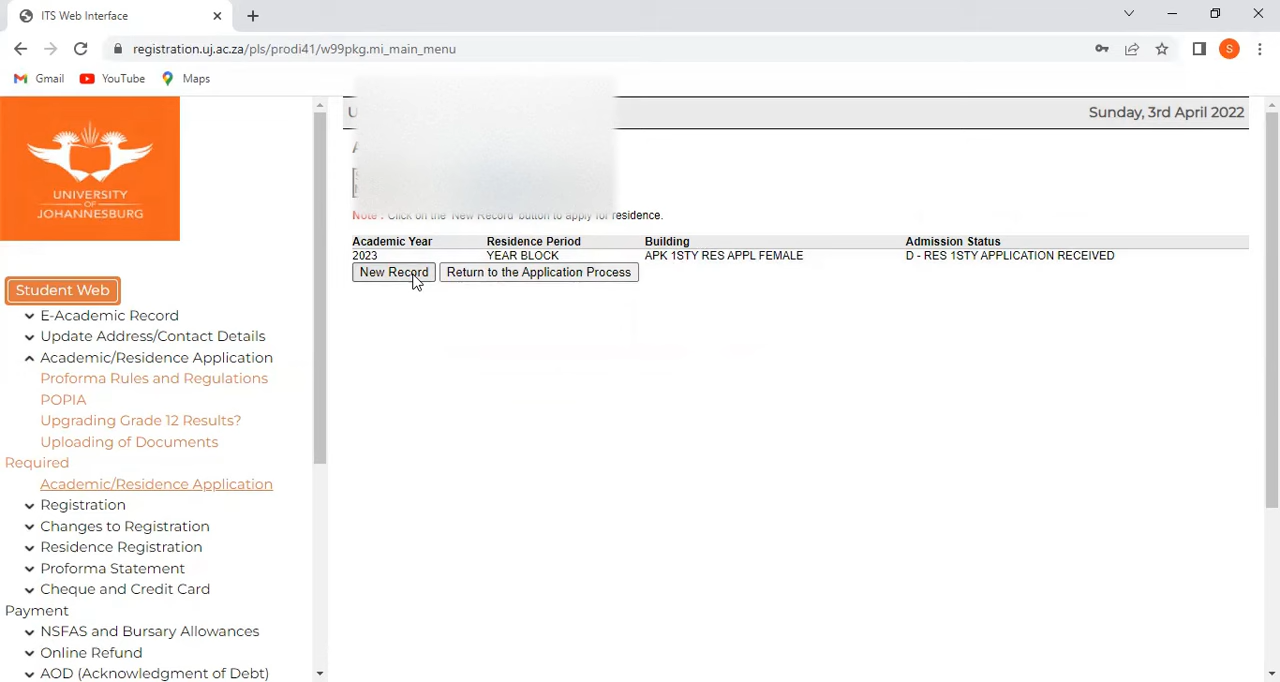 ITS Web Interface
registration.uj.ac.za/pls/prodi41/w99pkg.mi_main_menu
S
Gmail YouTube Maps
UNIVERSITY
OF
JOHANNESBURG
Student Web
E-Academic Record
Update Address/Contact Details
Academic/Residence Application
Proforma Rules and Regulations
POPIA
Upgrading Grade 12 Results?
Uploading of Documents
Required
Academic/Residence Application
Registration
Changes to Registration
Residence Registration
Proforma Statement
Cheque and Credit Card
Payment
NSFAS and Bursary Allowances
Online Refund
AOD (Acknowledgment of Debt)
Sunday, 3rd April 2022
Note : Click on the 'New Record' button to apply for residence.
Academic Year Residence Period Building Admission Status
2023 YEAR BLOCK APK 1STY RES APPL FEMALE D - RES 1STY APPLICATION RECEIVED
New Record Return to the Application Process